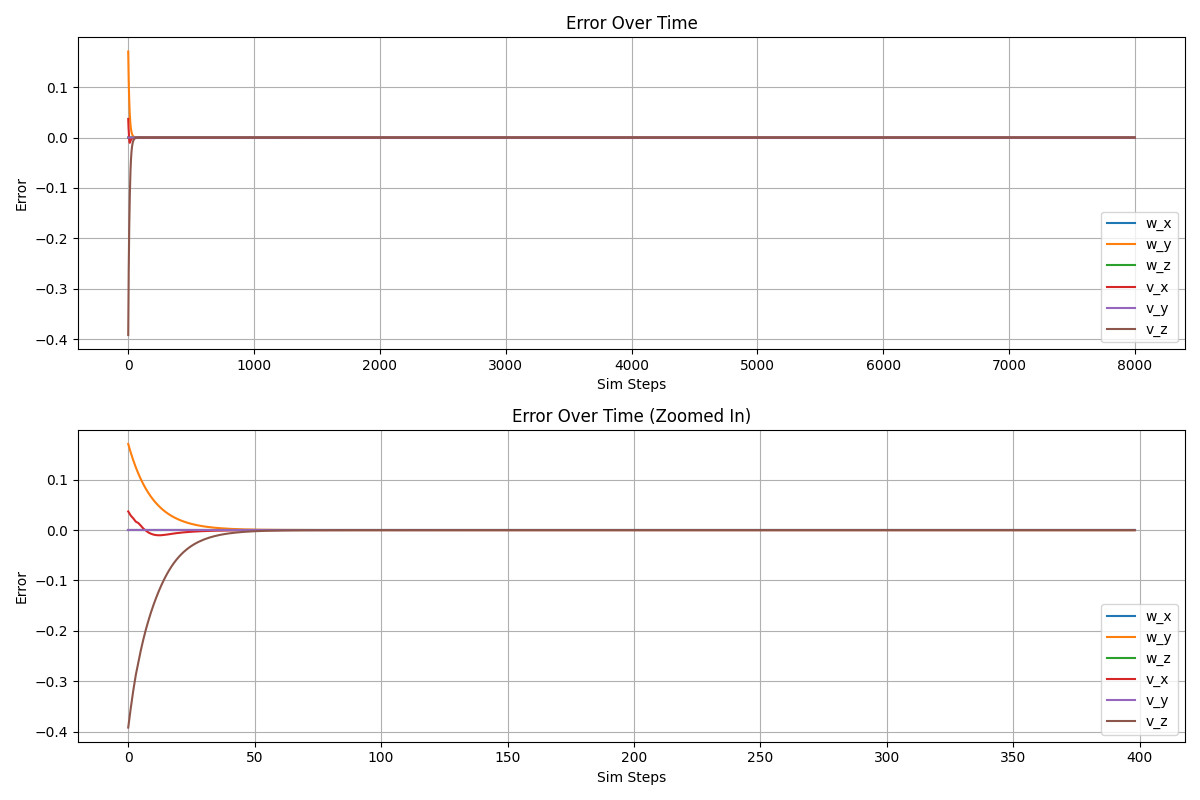 Error Over Time
0.1
0.0
−0.1
−0.2
−0.3
−0.4
Error
w_x
w_y
w_z
v_x
v_y
v_z
0 1000 2000 3000 4000 5000 6000 7000 8000
Sim Steps
Error Over Time (Zoomed In)
0.1
0.0
−0.1
−0.2
−0.3
−0.4
Error
w_x
w_y
w_z
v_x
v_y
v_z
0 50 100 150 200 250 300 350 400
Sim Steps